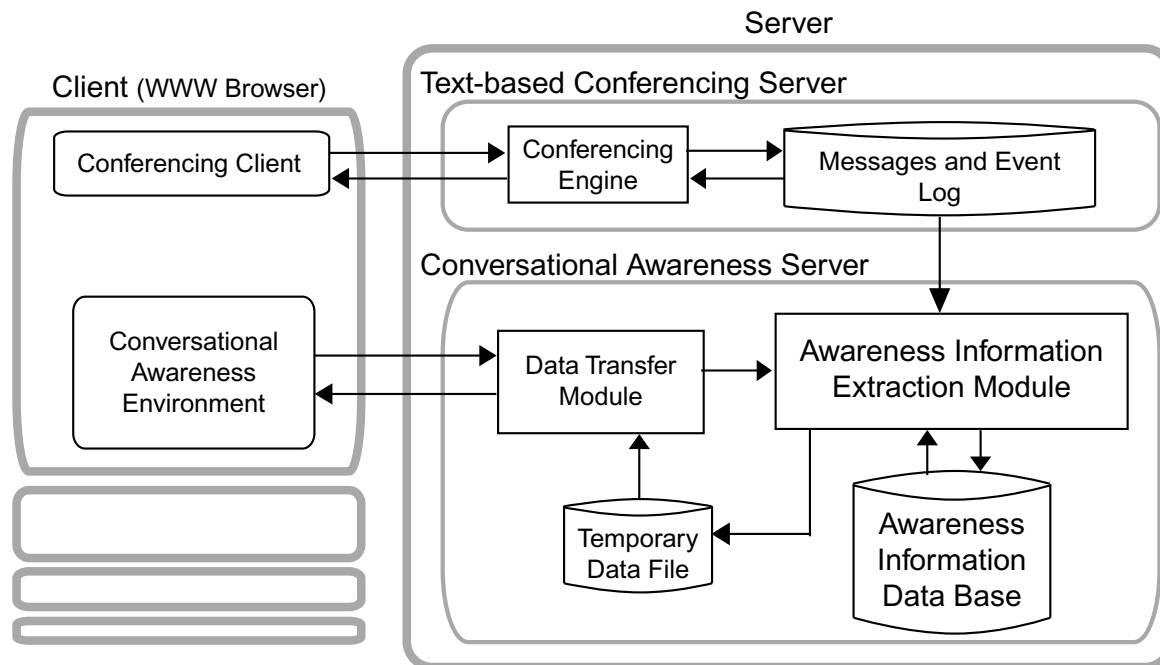 Server
Client (WWW Browser)
Text-based Conferencing Server
Conferencing Client
Conferencing
Engine
Messages and Event
Log
Conversational Awareness Server
Conversational
Awareness
Environment
Data Transfer
Module
Awareness Information
Extraction Module
Temporary
Data File
Awareness
Information
Data Base